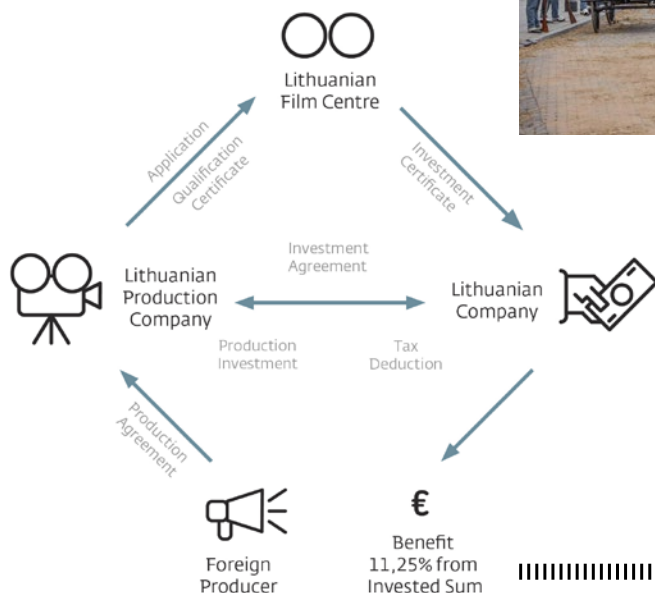 Lithuanian
Film Centre
Application
Qualification
Certificate
Investment
Certificate
Lithuanian
Production
Company
Investment
Agreement
Lithuanian
Company
Production
Investment
Tax
Deduction
Production
Agreement
Foreign
Producer
€
Benefit
11,25% from
Invested Sum